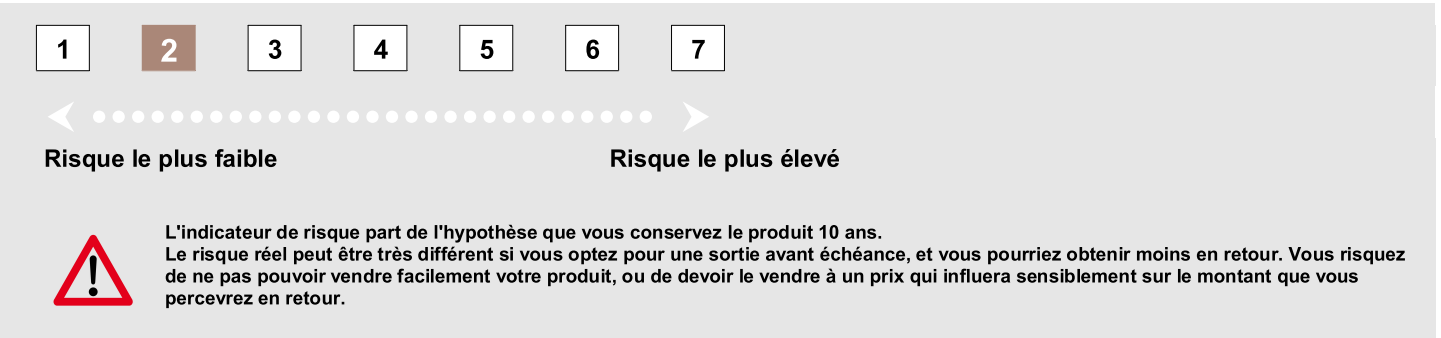 1 2 3 4 5 6 7
Risque le plus faible Risque le plus élevé
L'indicateur de risque part de l'hypothèse que vous conservez le produit 10 ans.
Le risque réel peut être très différent si vous optez pour une sortie avant échéance, et vous pourriez obtenir moins en retour. Vous risquez
de ne pas pouvoir vendre facilement votre produit, ou de devoir le vendre à un prix qui influera sensiblement sur le montant que vous
percevrez en retour.